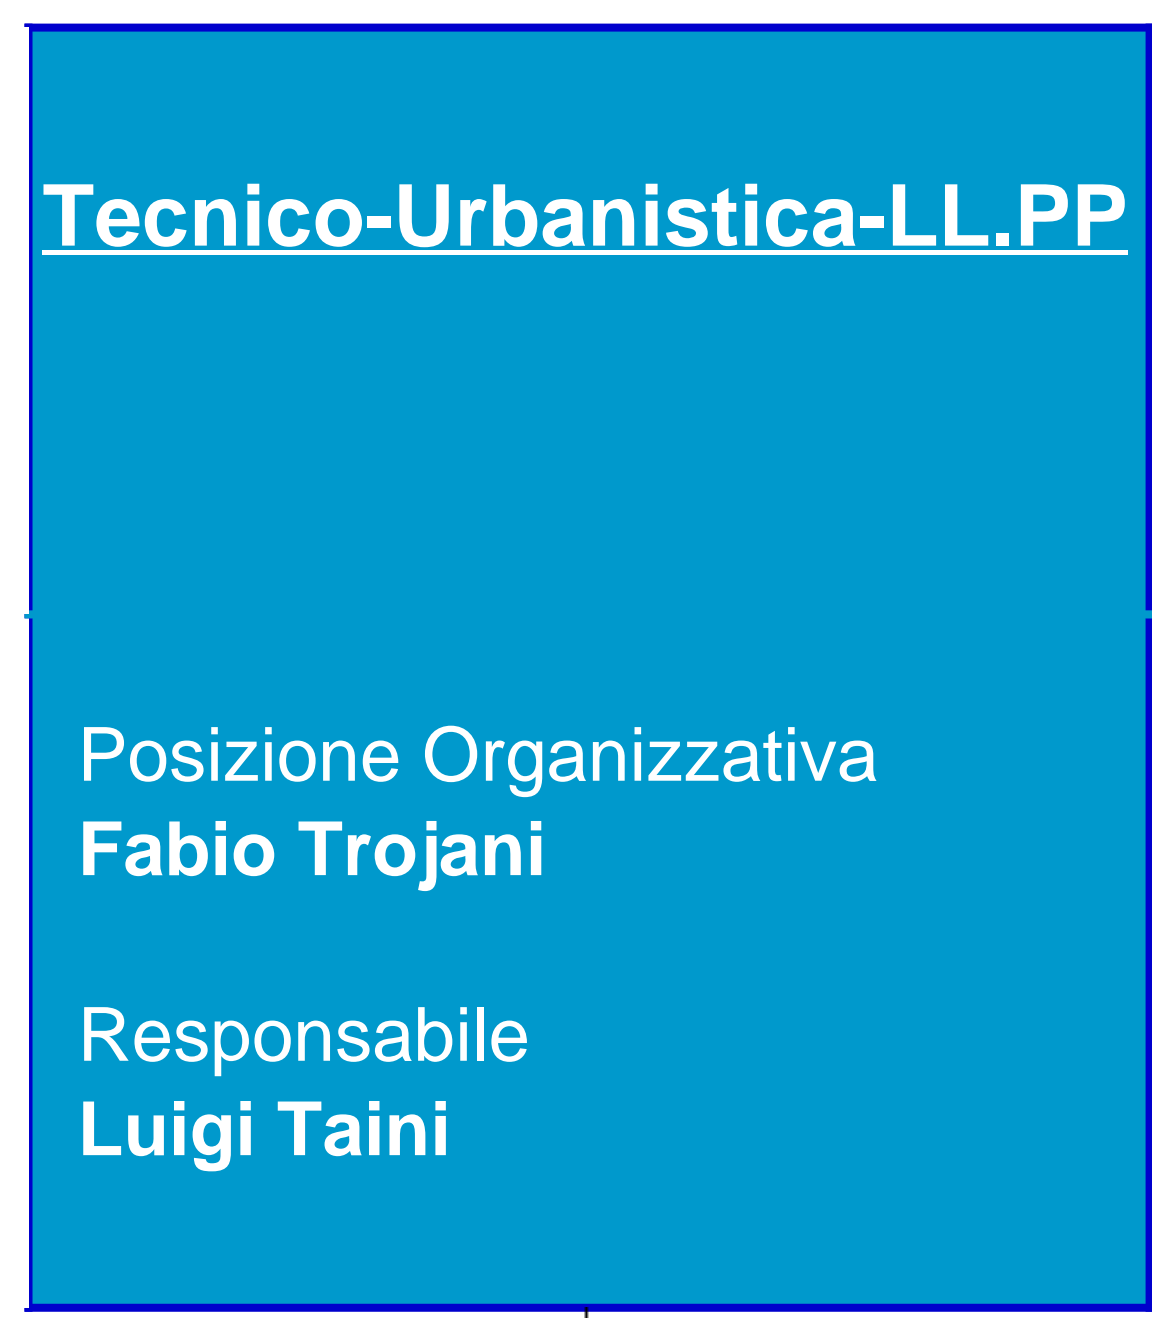 Tecnico-Urbanistica-LL.PP
Posizione Organizzativa
Fabio Trojani
Responsabile
Luigi Taini